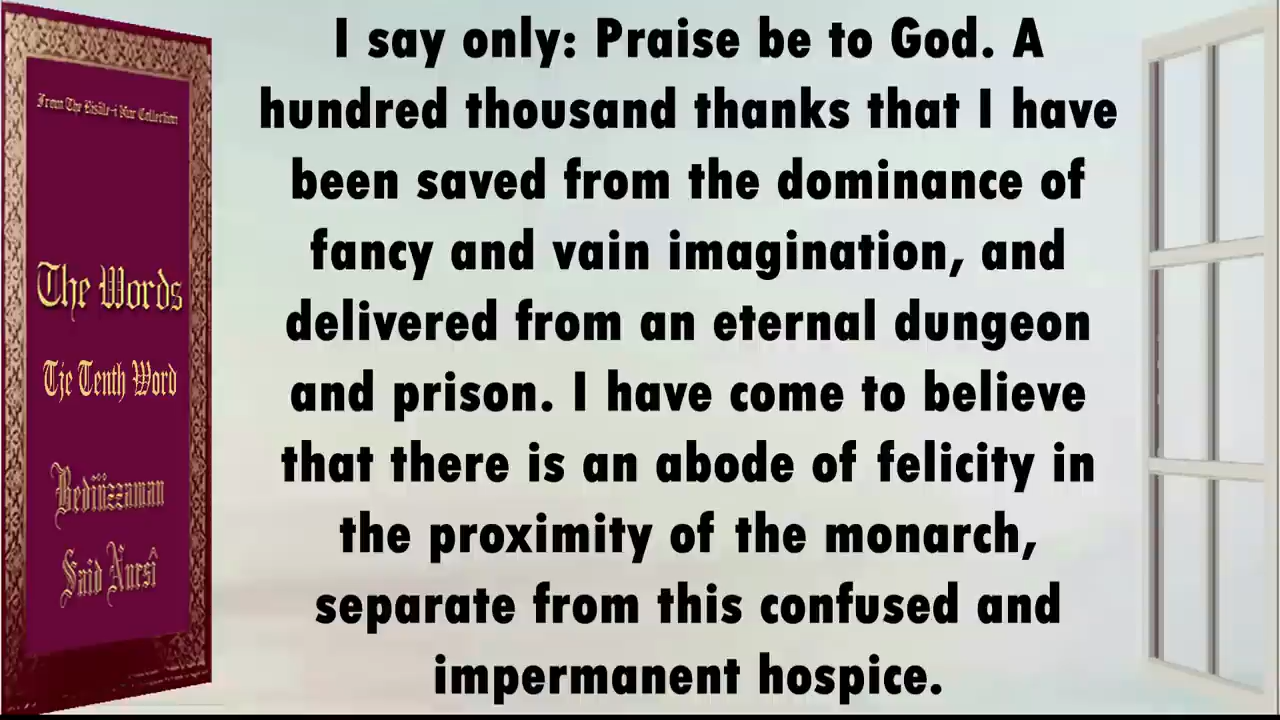 From The Risale-i Nur Collection
The Words
Tje Tenth Word
Bediüzzaman
Said Nursî
I say only: Praise be to God. A
hundred thousand thanks that I have
been saved from the dominance of
fancy and vain imagination, and
delivered from an eternal dungeon
and prison. I have come to believe
that there is an abode of felicity in
the proximity of the monarch,
separate from this confused and
impermanent hospice.